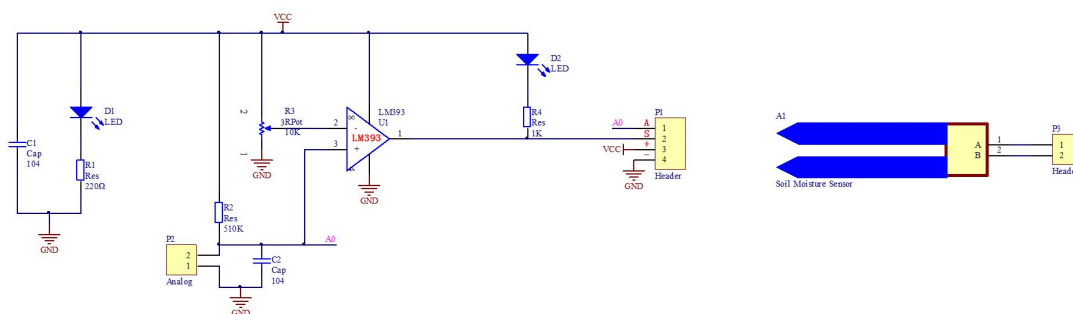 VCC
D1
LED
C1
Cap
104
R1
Res
220Ω
GND
2
R3
3RPot
10K
1
GND
LM393
U1
8
2
-
LM393
3
+
4
1
GND
D2
LED
R4
Res
1K
P1
A0
A
1
S
2
VCC
+
3
-
4
GND
Header
R2
Res
510K
A0
P2
2
1
Analog
C2
Cap
104
GND
A1
A
1
B
2
Soil Moisture Sensor
P3
1
2
Heade